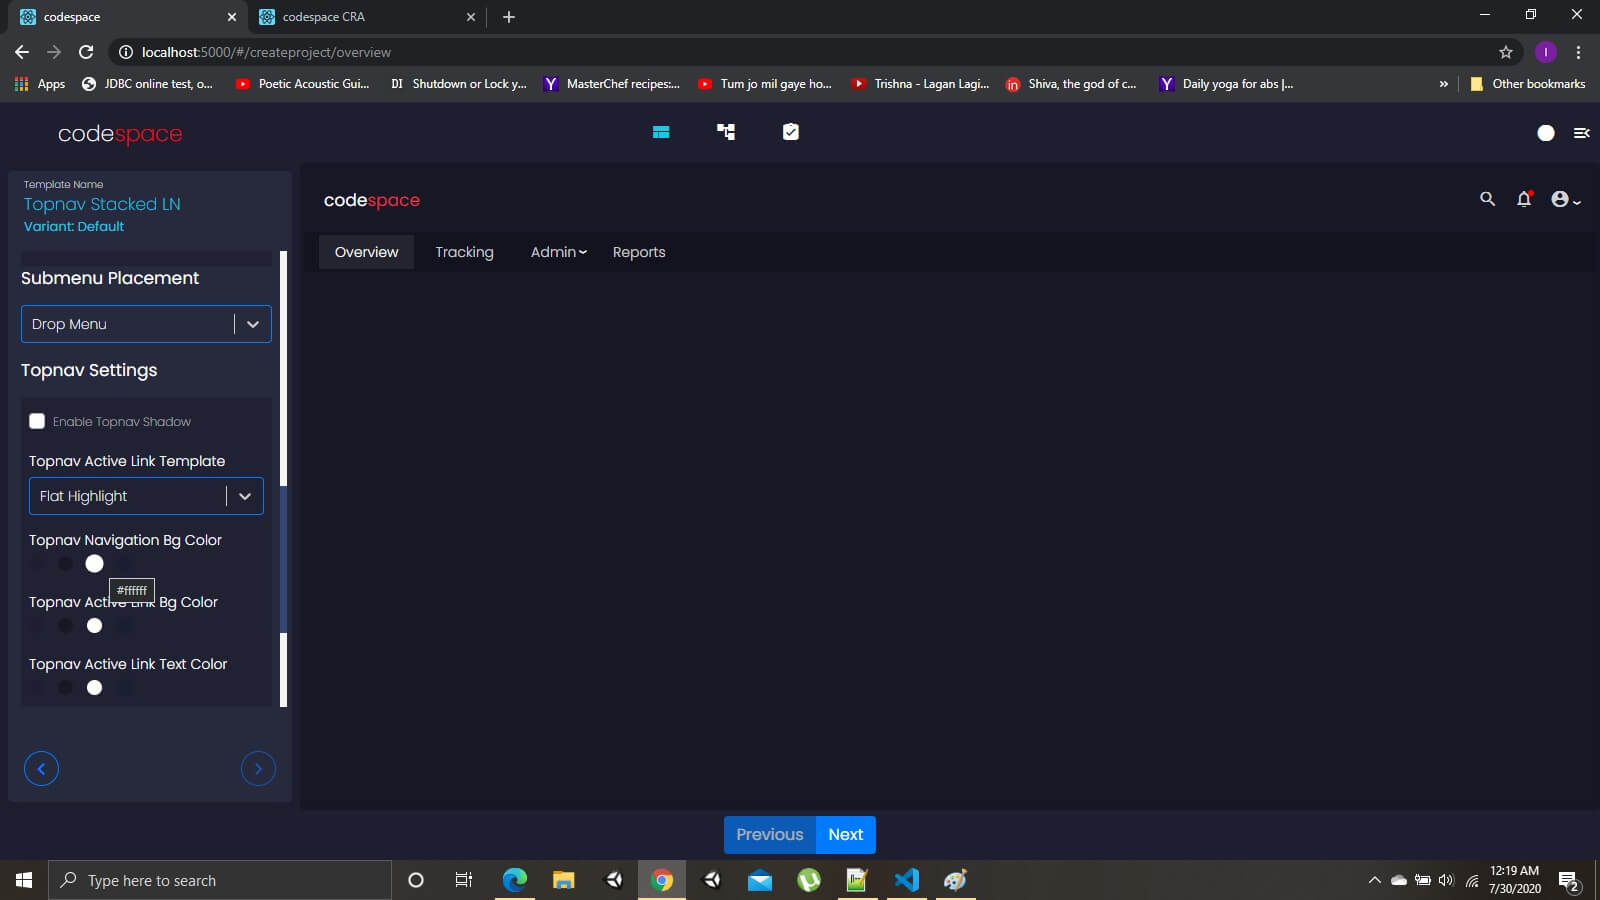 codespace
codespace CRA
localhost:5000/#/createproject/overview
Apps
JDBC online test, o...
Poetic Acoustic Gui...
DI Shutdown or Lock y...
MasterChef recipes:...
Tum jo mil gaye ho...
Trishna - Lagan Lagi...
in Shiva, the god of c...
Daily yoga for abs |...
»
Other bookmarks
I
codespace
Template Name
Topnav Stacked LN
Variant: Default
Submenu Placement
Drop Menu
Topnav Settings
Enable Topnav Shadow
Topnav Active Link Template
Flat Highlight
Topnav Navigation Bg Color
#ffffff
Topnav Active Link Bg Color
Topnav Active Link Text Color
codespace
Overview
Tracking
Admin
Reports
Previous
Next
Type here to search
12:19 AM
7/30/2020
2